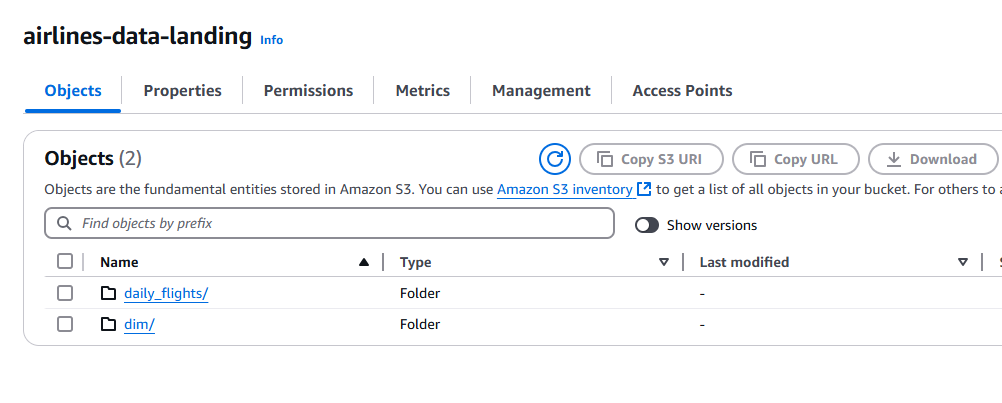 airlines-data-landing Info
Objects Properties Permissions Metrics Management Access Points
Objects (2) Copy S3 URI Copy URL Download
Objects are the fundamental entities stored in Amazon S3. You can use Amazon S3 inventory to get a list of all objects in your bucket. For others to
Find objects by prefix Show versions
Name Type Last modified
daily_flights/ Folder -
dim/ Folder -